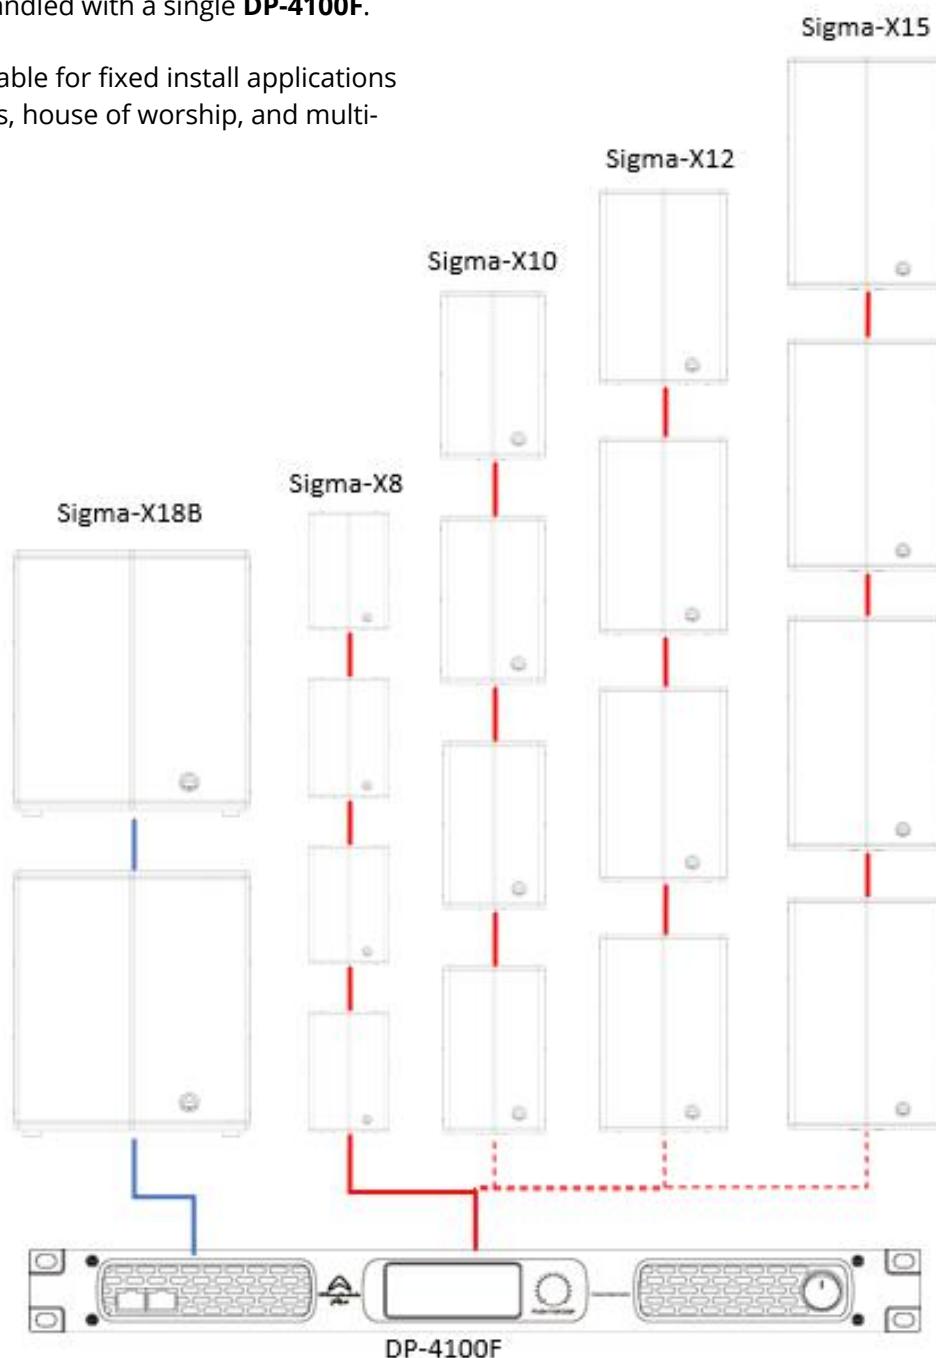 andled with a single DP-4100F.
able for fixed install applications
s, house of worship, and multi-
Sigma-X15
Sigma-X12
Sigma-X10
Sigma-X8
Sigma-X18B
DP-4100F